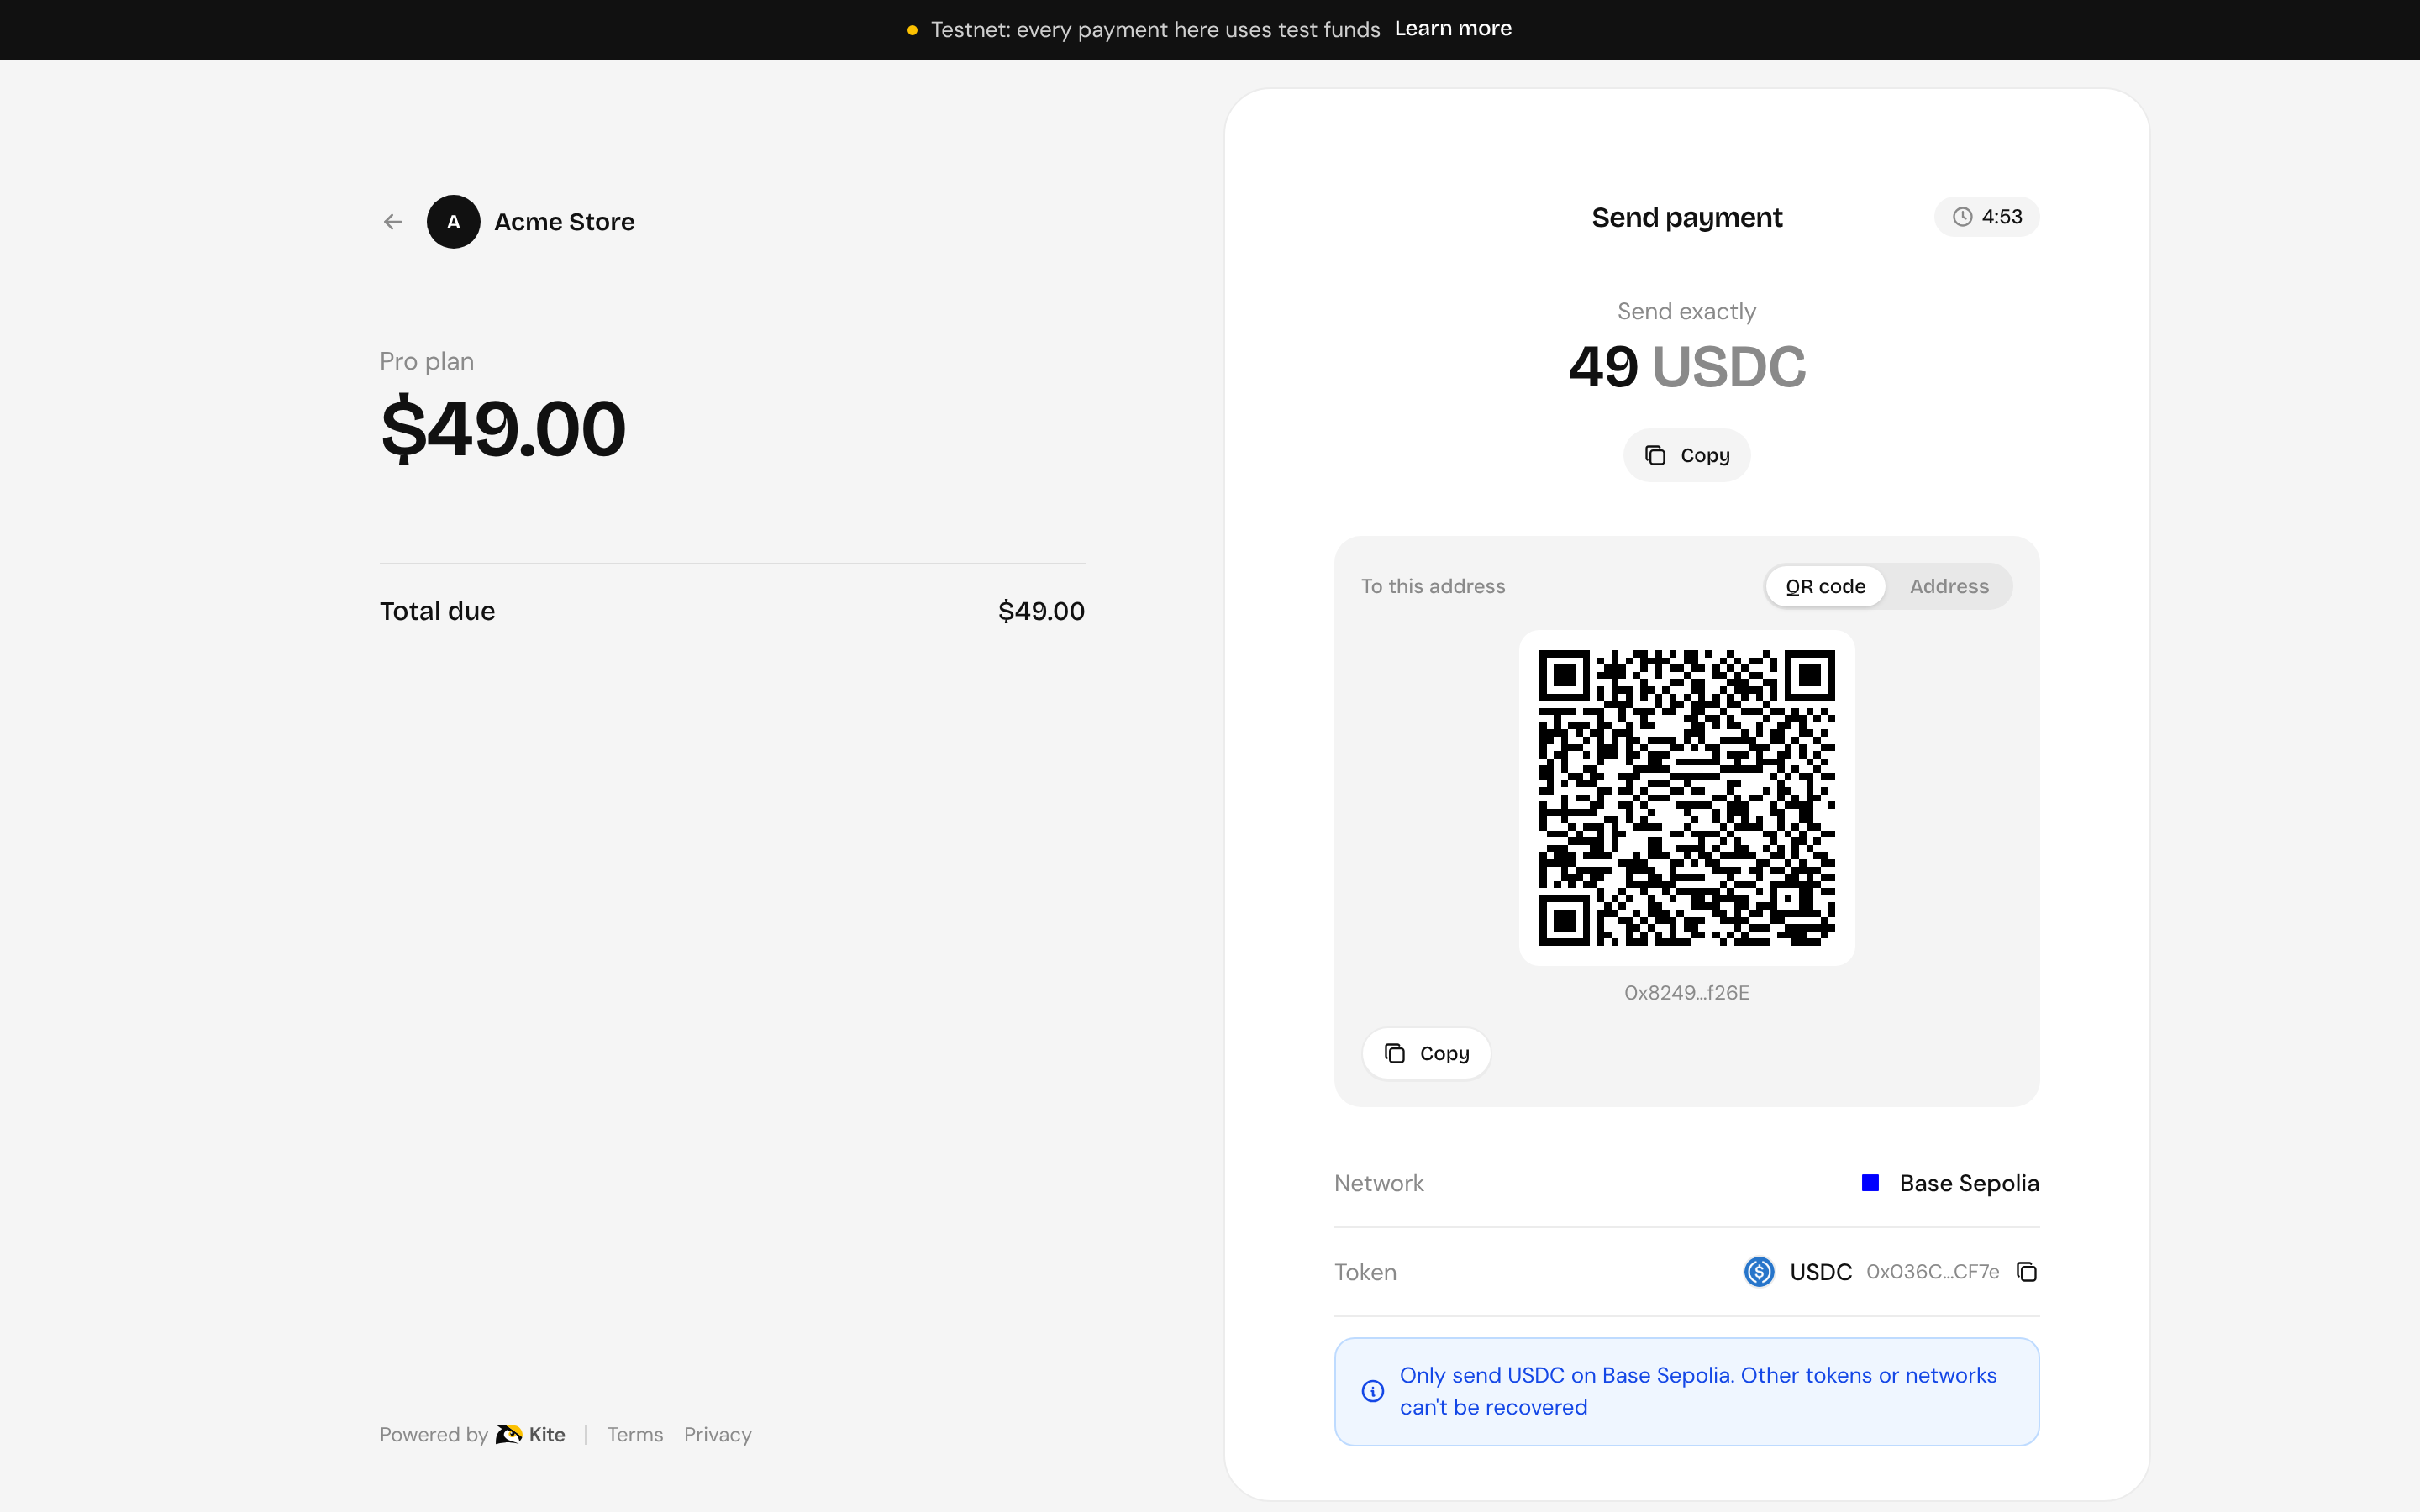 Testnet: every payment here uses test funds Learn more
A Acme Store
Pro plan
$49.00
Total due $49.00
Powered by Kite Terms Privacy
Send payment 4:53
Send exactly
49 USDC
Copy
To this address QR code Address
0x8249...f26E
Copy
Network Base Sepolia
Token USDC 0x036C...CF7e
Only send USDC on Base Sepolia. Other tokens or networks
can't be recovered